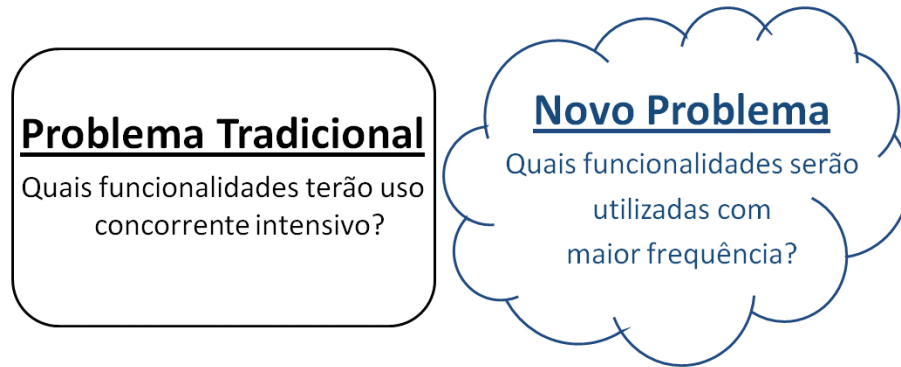 Problema Tradicional
Quais funcionalidades terão uso
concorrente intensivo?
Novo Problema
Quais funcionalidades serão
utilizadas com
maior frequência?